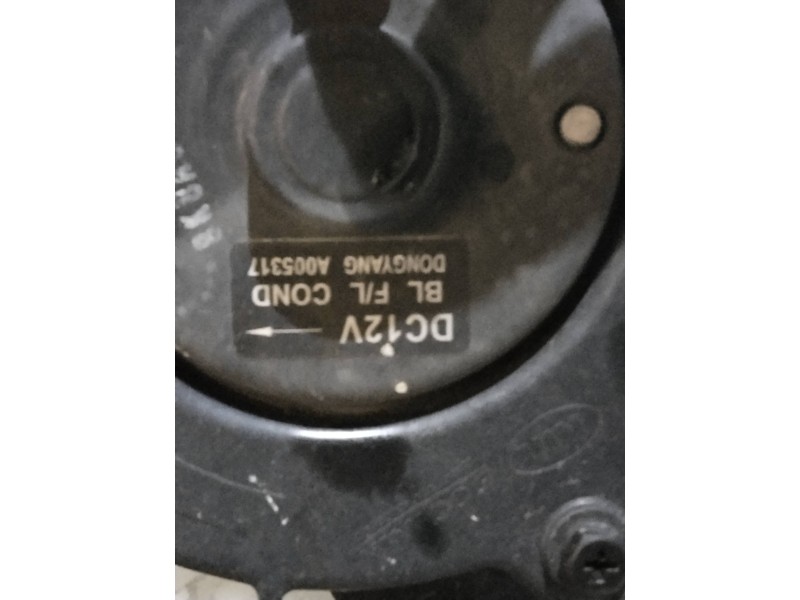 DC12V
BL F/L COND
DONGYANG A005317